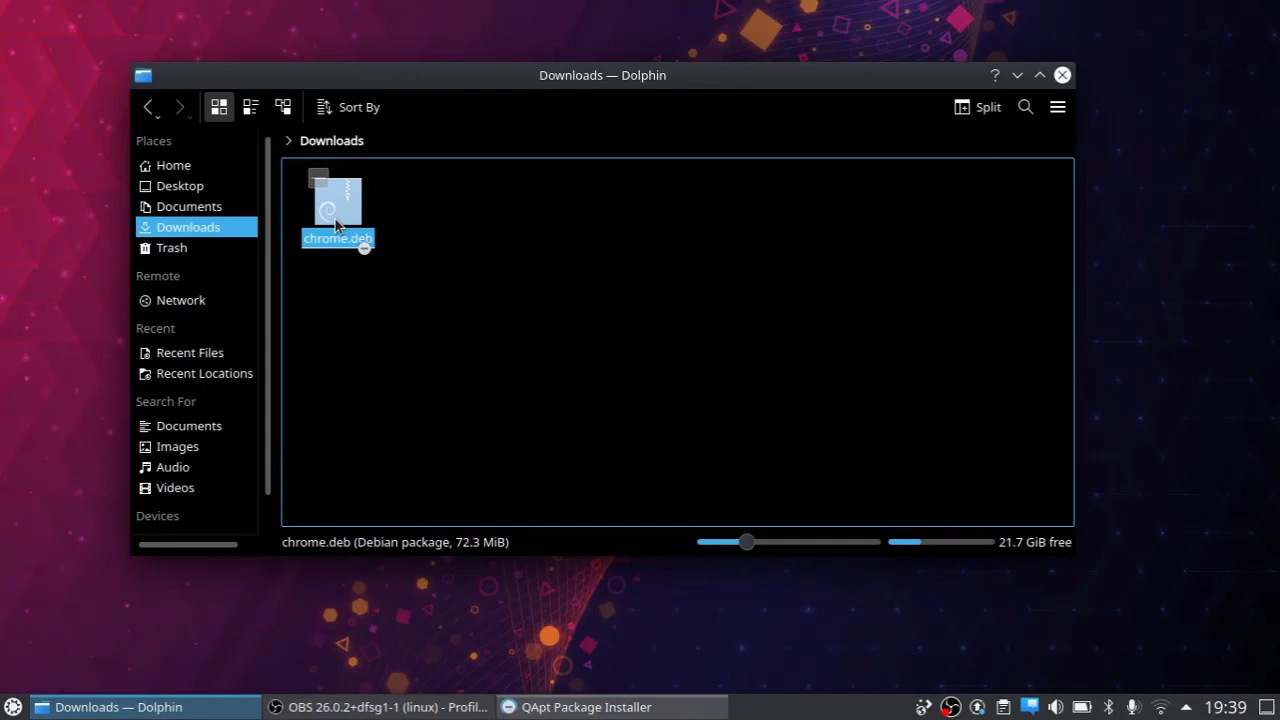 Downloads — Dolphin
Sort By
Split
Places
Downloads
Home
Desktop
Documents
Downloads
Trash
Remote
Network
Recent
Recent Files
Recent Locations
Search For
Documents
Images
Audio
Videos
Devices
chrome.deb
chrome.deb (Debian package, 72.3 MiB)
21.7 GiB free
Downloads — Dolphin
OBS 26.0.2+dfsg1-1 (linux) - Profil...
QApt Package Installer
19:39